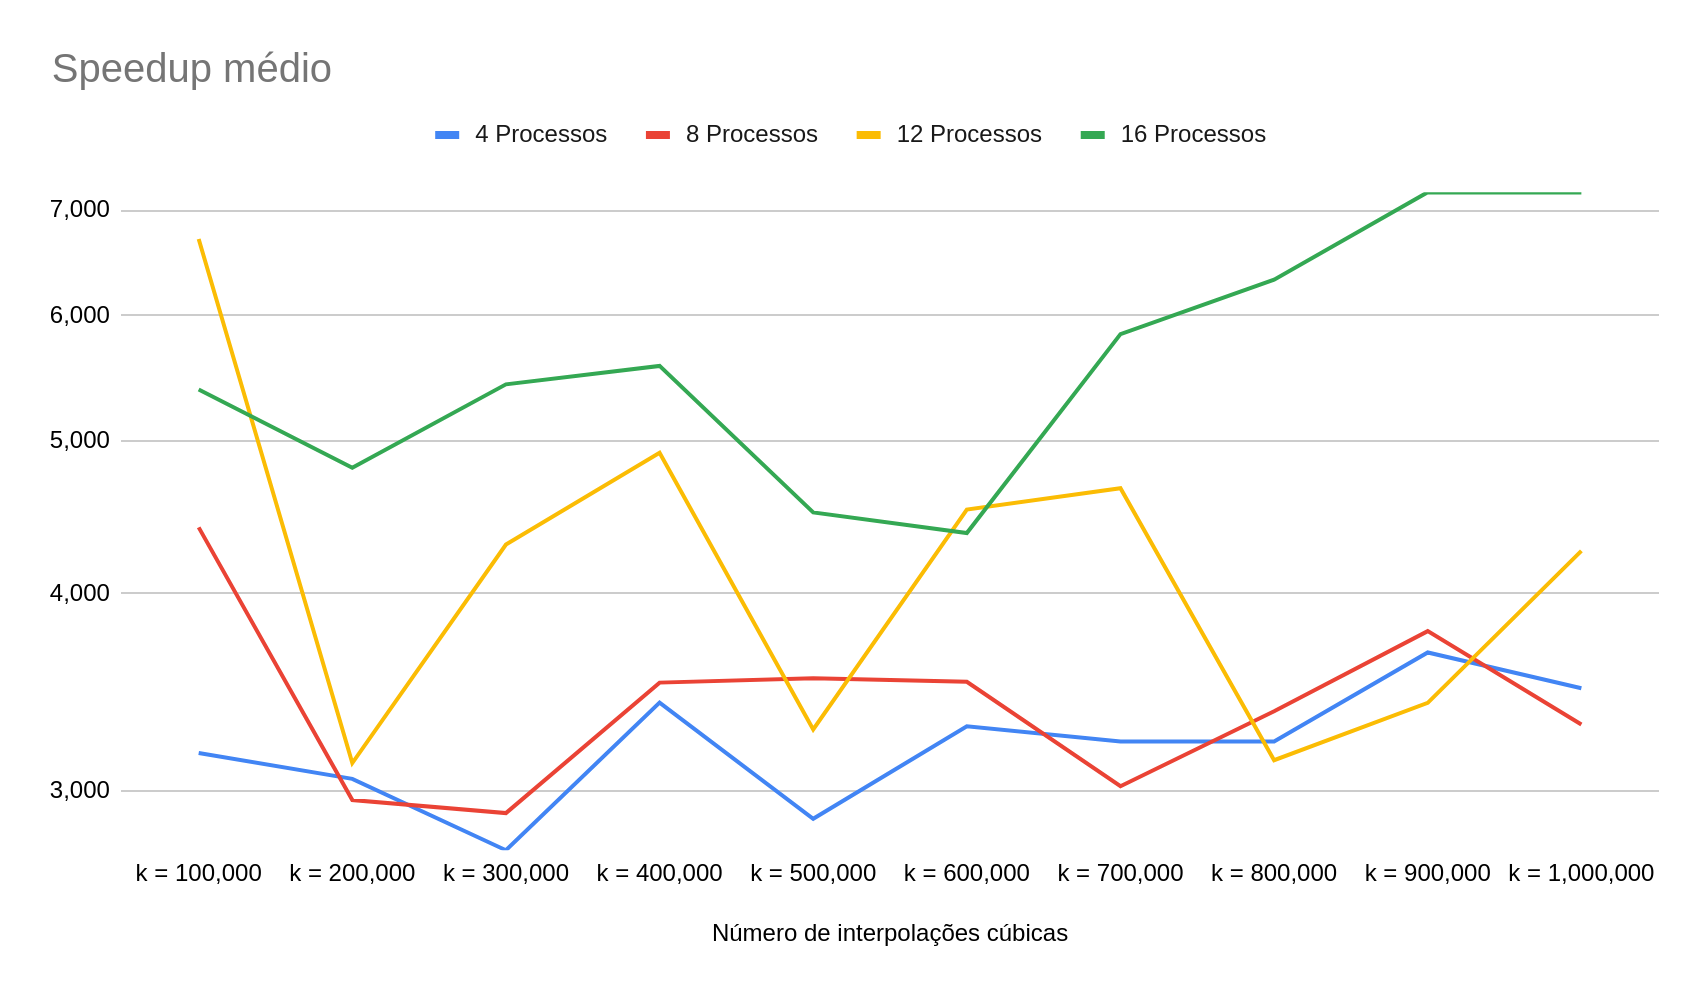 Speedup médio
4 Processos 8 Processos 12 Processos 16 Processos
7,000
6,000
5,000
4,000
3,000
k = 100,000 k = 200,000 k = 300,000 k = 400,000 k = 500,000 k = 600,000 k = 700,000 k = 800,000 k = 900,000 k = 1,000,000
Número de interpolações cúbicas